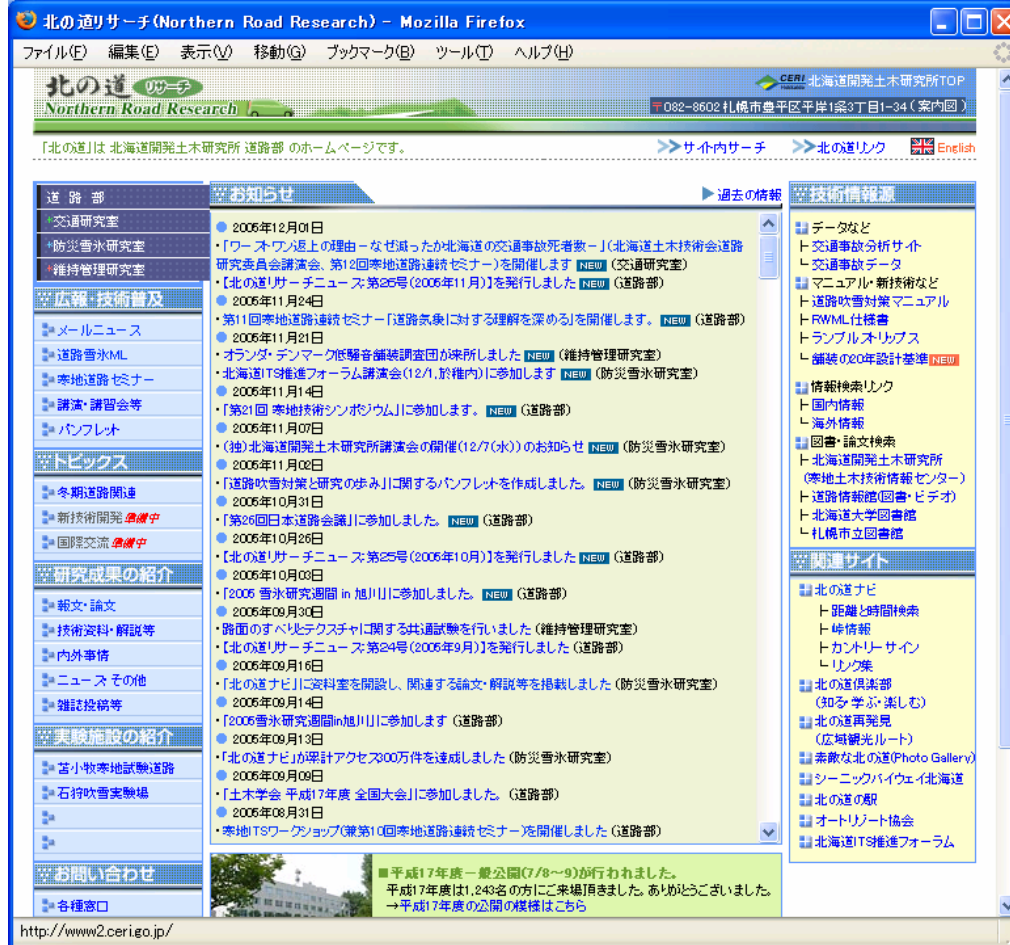 北の道リサーチ(Northern Road Research) - Mozilla Firefox
ファイル(F) 編集(E) 表示(V) 移動(G) ブックマーク(B) ツール(T) ヘルプ(H)
北の道 リサーチ
Northern Road Research
CERI 北海道開発土木研究所TOP
〒082-8602 札幌市豊平区平岸1条3丁目1-34 (案内図)
「北の道」は 北海道開発土木研究所 道路部 のホームページです。
>>サイト内サーチ >>北の道リンク English
道 路 部
交通研究室
防災雪氷研究室
維持管理研究室
広報・技術普及
メールニュース
道路雪氷ML
寒地道路セミナー
講演・講習会等
パンフレット
トピックス
冬期道路関連
新技術開発 準備中
国際交流 準備中
研究成果の紹介
報文・論文
技術資料・解説等
内外事情
ニュース その他
雑誌投稿等
実験施設の紹介
苫小牧寒地試験道路
石狩吹雪実験場
お問い合わせ
各種窓口
お知らせ
過去の情報
2005年12月01日
・「ワーストワン返上の理由-なぜ減ったか北海道の交通事故死者数-」(北海道土木技術会道路
研究委員会講演会、第12回寒地道路連続セミナー)を開催します NEW (交通研究室)
・【北の道リサーチニュース:第26号(2005年11月)】を発行しました NEW (道路部)
2005年11月24日
・第11回寒地道路連続セミナー「道路気象に対する理解を深める」を開催します。 NEW (道路部)
2005年11月21日
・オランダ・デンマーク低騒音舗装調査団が来所しました NEW (維持管理研究室)
・北海道ITS推進フォーラム講演会(12/1,於稚内)に参加します NEW (防災雪氷研究室)
2005年11月14日
・「第21回 寒地技術シンポジウム」に参加します。 NEW (道路部)
2005年11月07日
・(独)北海道開発土木研究所講演会の開催(12/7(水))のお知らせ NEW (防災雪氷研究室)
2005年11月02日
・「道路吹雪対策と研究の歩み」に関するパンフレットを作成しました。 NEW (防災雪氷研究室)
2005年10月31日
・「第26回日本道路会議」に参加しました。 NEW (道路部)
2005年10月26日
・【北の道リサーチニュース:第25号(2005年10月)】を発行しました NEW (道路部)
2005年10月03日
・「2005 雪氷研究週間 in 旭川」に参加しました。 NEW (道路部)
2005年09月30日
・路面のすべりとテクスチャに関する共通試験を行いました (維持管理研究室)
・【北の道リサーチニュース:第24号(2005年9月)】を発行しました (道路部)
2005年09月16日
・「北の道ナビ」に資料室を開設し、関連する論文・解説等を掲載しました (防災雪氷研究室)
2005年09月14日
・「2005雪氷研究週間in旭川」に参加します (道路部)
2005年09月13日
・「北の道ナビ」が累計アクセス300万件を達成しました (防災雪氷研究室)
2005年09月09日
・「土木学会 平成17年度 全国大会」に参加しました。 (道路部)
2005年08月31日
・寒地ITSワークショップ(兼第10回寒地道路連続セミナー)を開催しました (道路部)
■平成17年度一般公開(7/8～9)が行われました。
平成17年度は1,243名の方にご来場頂きました。ありがとうございました。
→平成17年度の公開の模様はこちら
技術情報源
データなど
├交通事故分析サイト
└交通事故データ
マニュアル・新技術など
├道路吹雪対策マニュアル
├RWML仕様書
├ランブルストリップス
└舗装の20年設計基準 NEW
情報検索リンク
├国内情報
└海外情報
図書・論文検索
├北海道開発土木研究所
(寒地土木技術情報センター)
├道路情報館(図書・ビデオ)
├北海道大学図書館
└札幌市立図書館
関連サイト
北の道ナビ
├距離と時間検索
├峠情報
├カントリーサイン
└リンク集
北の道倶楽部
(知る・学ぶ・楽しむ)
北の道再発見
(広域観光ルート)
素敵な北の道(Photo Gallery)
シーニックバイウェイ北海道
北の道の駅
オートリゾート協会
北海道ITS推進フォーラム
http://www2.ceri.go.jp/